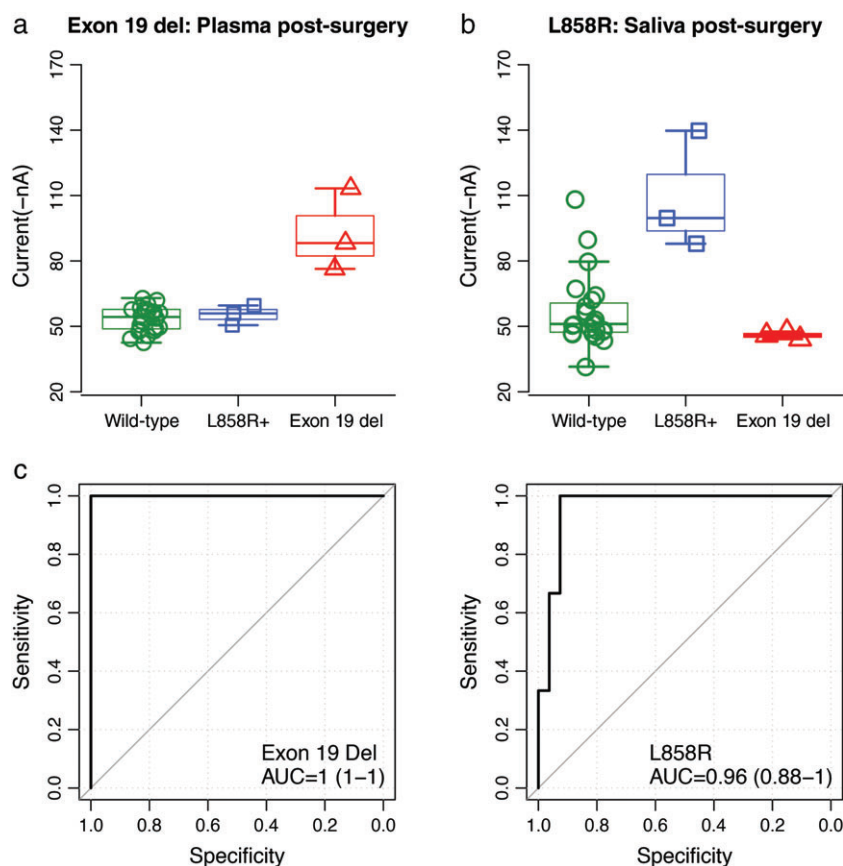 a Exon 19 del: Plasma post-surgery
Current(−nA)
170
140
110
80
50
20
Wild-type L858R+ Exon 19 del
b L858R: Saliva post-surgery
Current(−nA)
170
140
110
80
50
20
Wild-type L858R+ Exon 19 del
c
Sensitivity
1.0
0.8
0.6
0.4
0.2
0.0
Exon 19 Del
AUC=1 (1−1)
1.0 0.8 0.6 0.4 0.2 0.0
Specificity
Sensitivity
1.0
0.8
0.6
0.4
0.2
0.0
L858R
AUC=0.96 (0.88−1)
1.0 0.8 0.6 0.4 0.2 0.0
Specificity